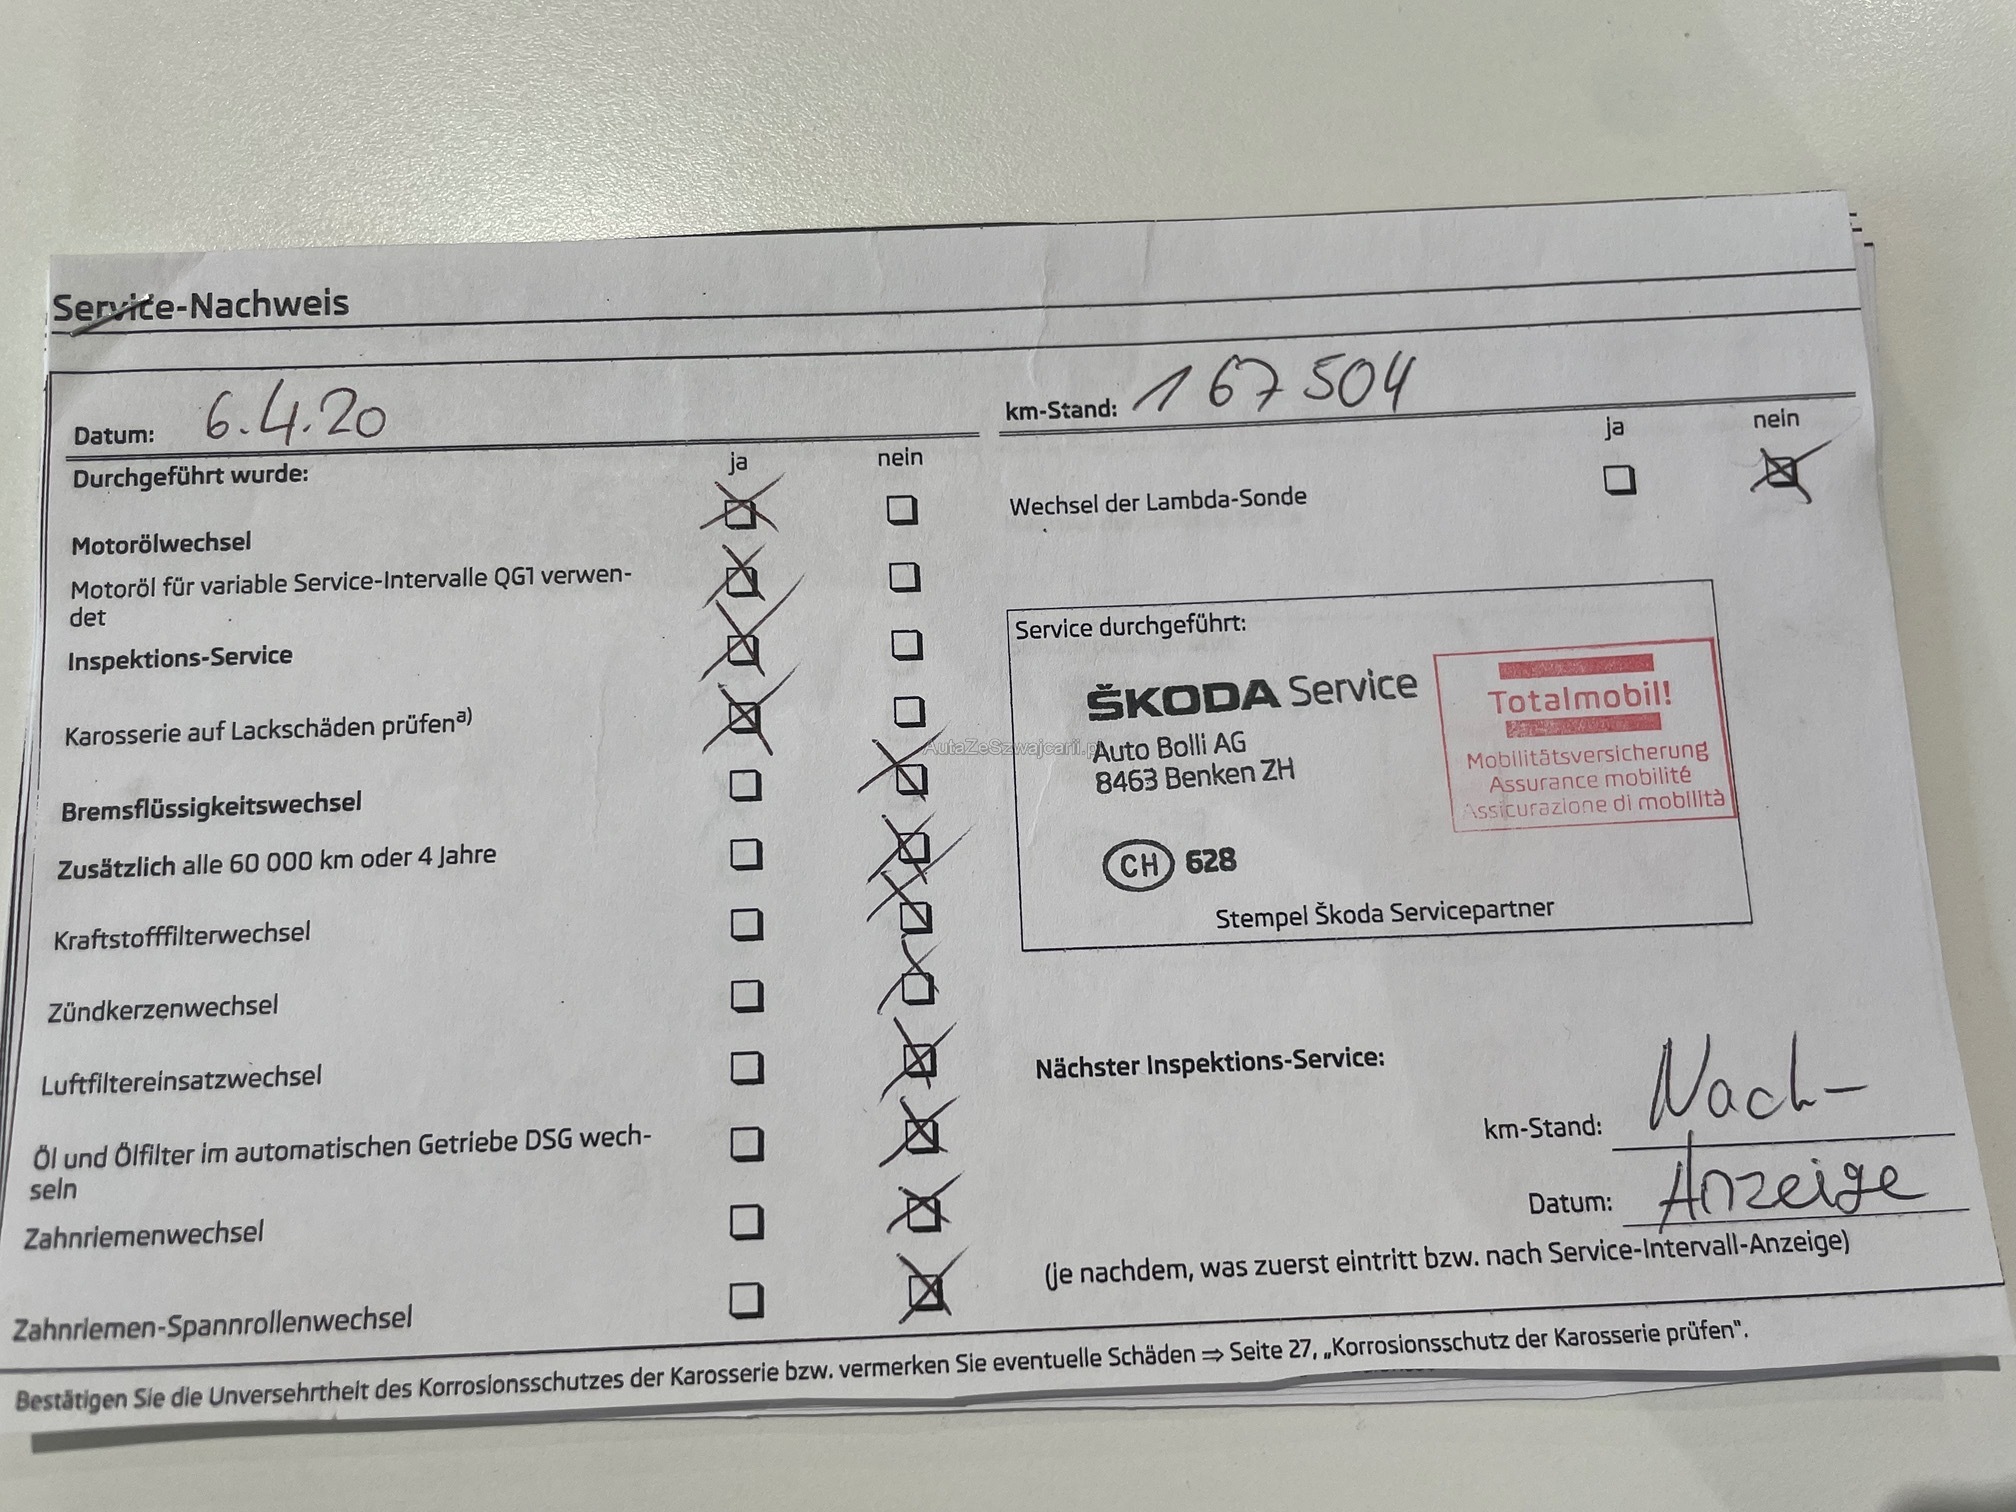 Service-Nachweis
Datum: 6.4.20
km-Stand: 167504
Durchgeführt wurde:
ja nein
Motorölwechsel
Motoröl für variable Service-Intervalle QG1 verwen-
det
Inspektions-Service
Karosserie auf Lackschäden prüfena)
Bremsflüssigkeitswechsel
Zusätzlich alle 60 000 km oder 4 Jahre
Kraftstofffilterwechsel
Zündkerzenwechsel
Luftfiltereinsatzwechsel
Öl und Ölfilter im automatischen Getriebe DSG wech-
seln
Zahnriemenwechsel
Zahnriemen-Spannrollenwechsel
ja nein
Wechsel der Lambda-Sonde
Service durchgeführt:
ŠKODA Service
Auto Bolli AG
8463 Benken ZH
CH 628
Totalmobil!
Mobilitätsversicherung
Assurance mobilité
Assicurazione di mobilità
Stempel Škoda Servicepartner
AutaZeSzwajcarii.pl
Nächster Inspektions-Service:
km-Stand: Nach-
Datum: Anzeige
(je nachdem, was zuerst eintritt bzw. nach Service-Intervall-Anzeige)
Bestätigen Sie die Unversehrtheit des Korrosionsschutzes der Karosserie bzw. vermerken Sie eventuelle Schäden ⇒ Seite 27, „Korrosionsschutz der Karosserie prüfen".